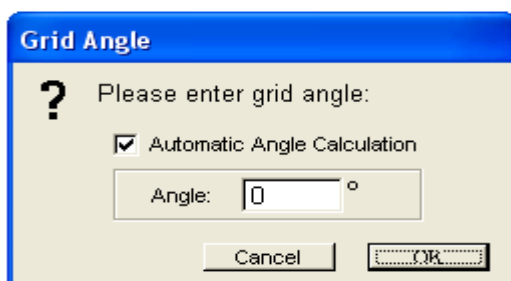 Grid Angle
? Please enter grid angle:
Automatic Angle Calculation
Angle: 0 °
Cancel OK